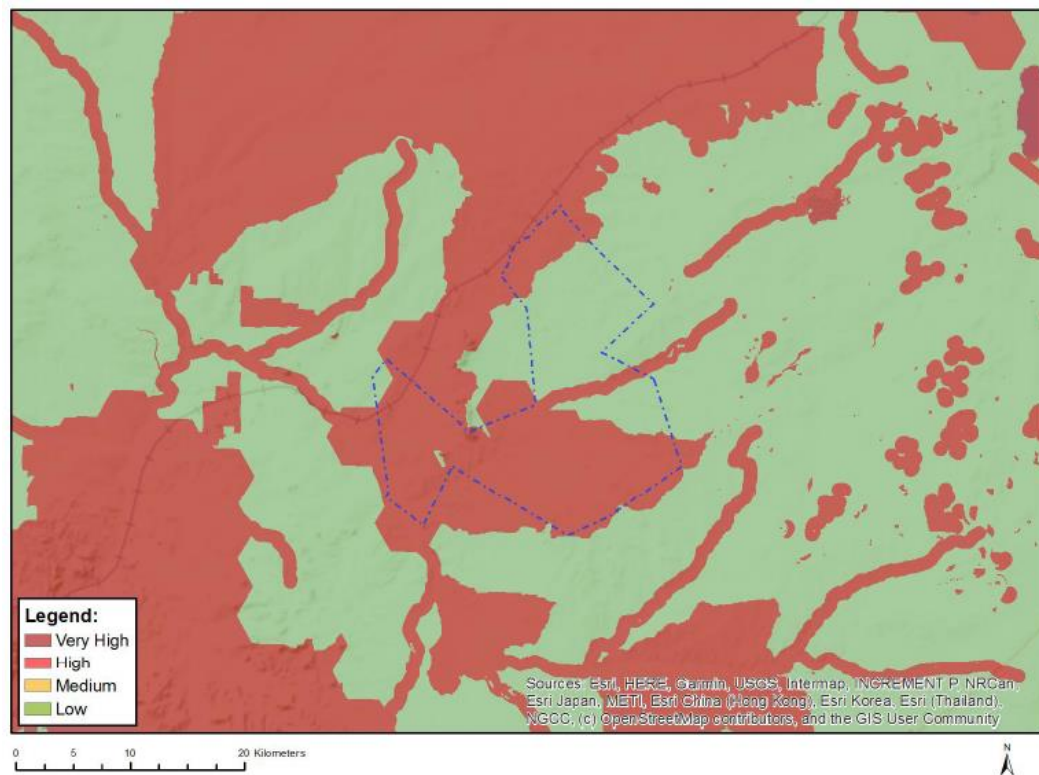 Legend:
Very High
High
Medium
Low
Sources: Esri, HERE, Garmin, USGS, Intermap, INCREMENT P, NRCan,
Esri Japan, METI, Esri China (Hong Kong), Esri Korea, Esri (Thailand),
NGCC, (c) OpenStreetMap contributors, and the GIS User Community
0 5 10 20 Kilometers
N